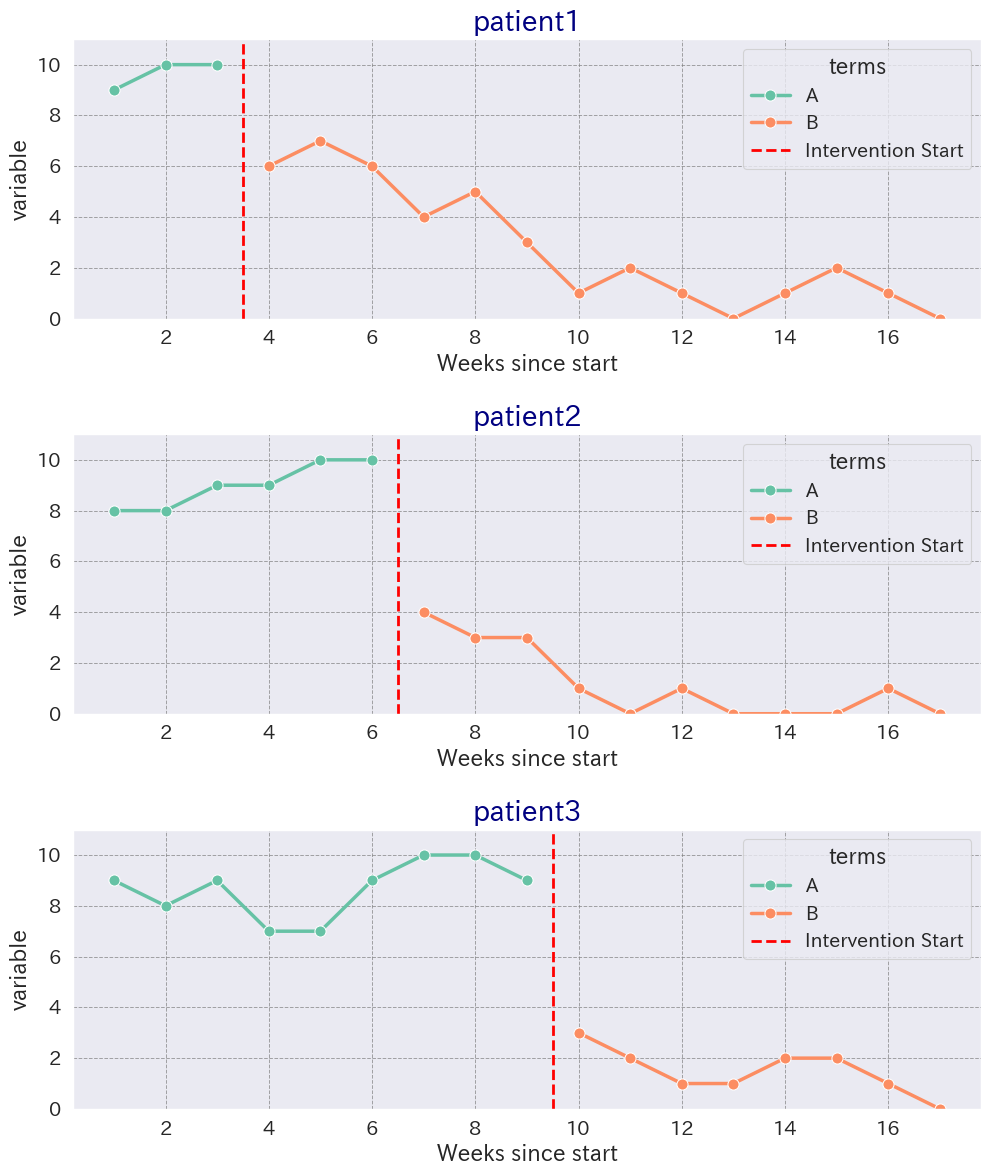 patient1
10
8
6
4
2
0
variable
terms
A
B
Intervention Start
2 4 6 8 10 12 14 16
Weeks since start
patient2
10
8
6
4
2
0
variable
terms
A
B
Intervention Start
2 4 6 8 10 12 14 16
Weeks since start
patient3
10
8
6
4
2
0
variable
terms
A
B
Intervention Start
2 4 6 8 10 12 14 16
Weeks since start